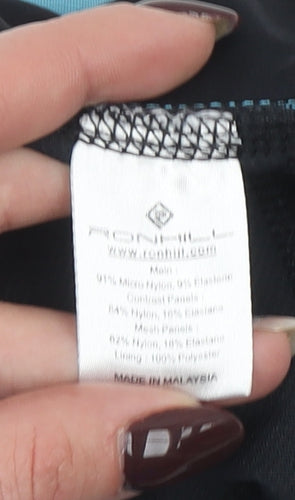 RONHILL
www.ronhill.com
Main :
91% Micro Nylon, 9% Elastane
Contrast Panels :
84% Nylon, 16% Elastane
Mesh Panels :
82% Nylon, 18% Elastane
Lining : 100% Polyester
MADE IN MALAYSIA